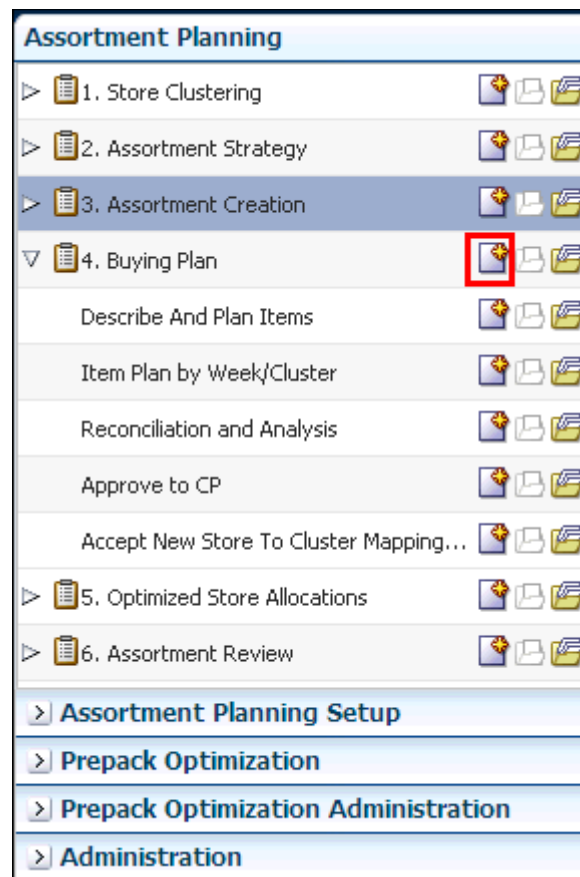 Assortment Planning
1. Store Clustering
2. Assortment Strategy
3. Assortment Creation
4. Buying Plan
Describe And Plan Items
Item Plan by Week/Cluster
Reconciliation and Analysis
Approve to CP
Accept New Store To Cluster Mapping...
5. Optimized Store Allocations
6. Assortment Review
Assortment Planning Setup
Prepack Optimization
Prepack Optimization Administration
Administration